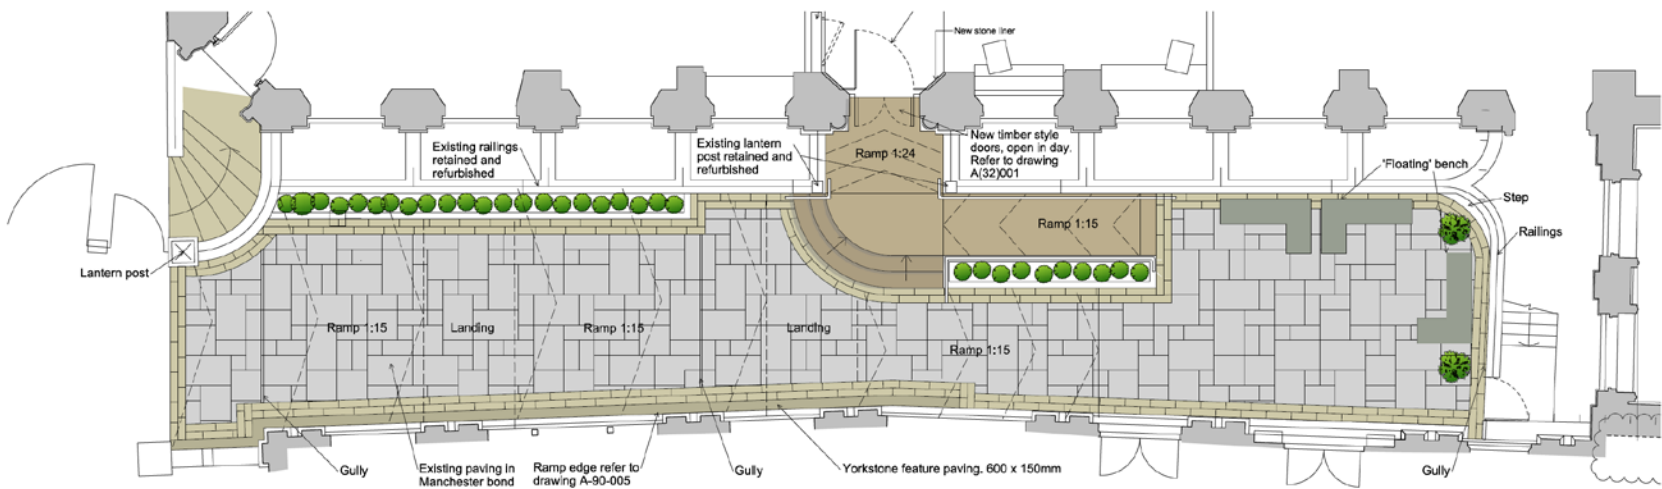 New stone liner
Existing railings
retained and
refurbished
Existing lantern
post retained and
refurbished
Ramp 1:24
New timber style
doors, open in day.
Refer to drawing
A(32)001
'Floating' bench
Step
Railings
Ramp 1:15
Lantern post
Ramp 1:15
Landing
Ramp 1:15
Landing
Ramp 1:15
Gully
Existing paving in
Manchester bond
Ramp edge refer to
drawing A-90-005
Gully
Yorkstone feature paving. 600 x 150mm
Gully